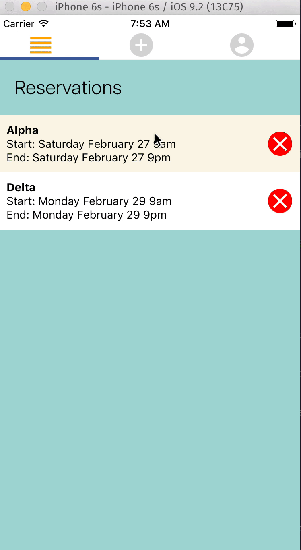 iPhone 6s - iPhone 6s / iOS 9.2 (13C75)
Carrier 7:53 AM
Reservations
Alpha
Start: Saturday February 27 9am
End: Saturday February 27 9pm
Delta
Start: Monday February 29 9am
End: Monday February 29 9pm